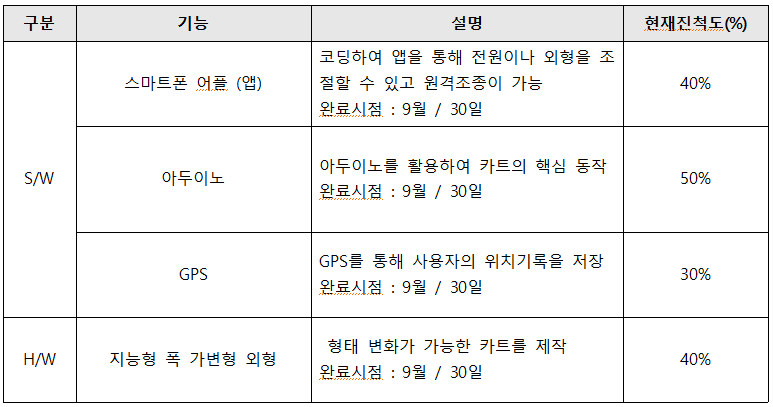 구분 기능 설명 현재진척도(%)
S/W
스마트폰 어플 (앱)
코딩하여 앱을 통해 전원이나 외형을 조
절할 수 있고 원격조종이 가능
완료시점 : 9월 / 30일
40%
아두이노
아두이노를 활용하여 카트의 핵심 동작
완료시점 : 9월 / 30일
50%
GPS
GPS를 통해 사용자의 위치기록을 저장
완료시점 : 9월 / 30일
30%
H/W
지능형 폭 가변형 외형
형태 변화가 가능한 카트를 제작
완료시점 : 9월 / 30일
40%